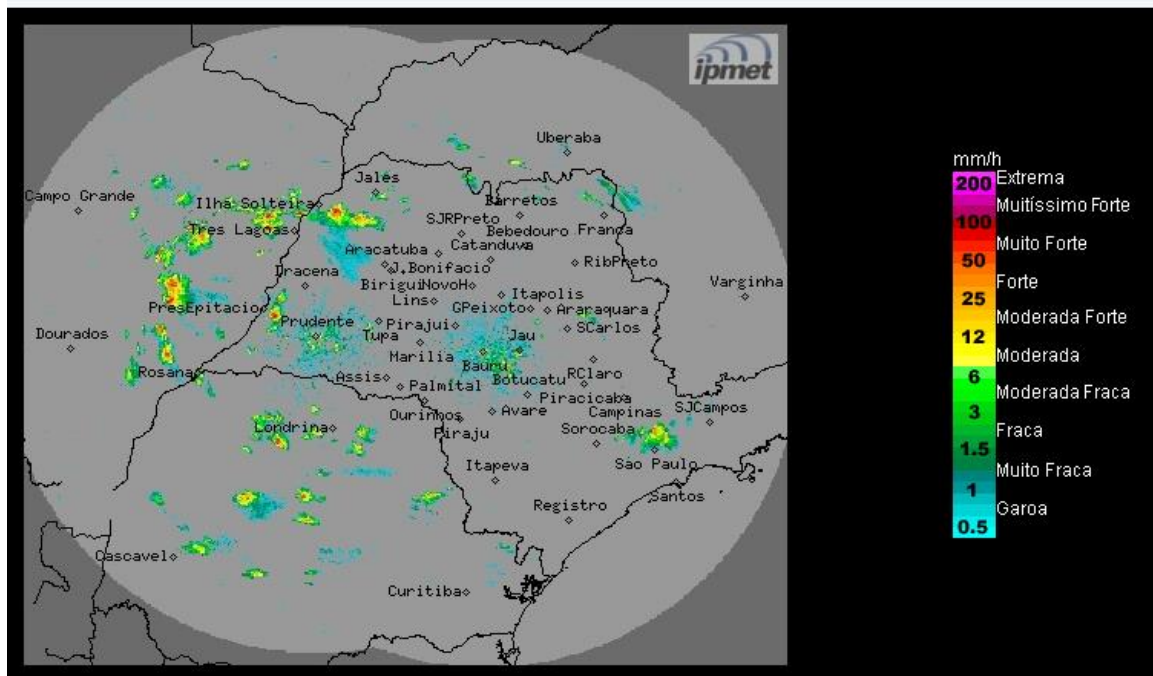 ipmet
Uberaba
Jales
Campo Grande
Ilha Solteira
Barretos
SJRPreto
Tres Lagoas
Bebedouro
Franca
Aracatuba
Catanduva
Dracena
J.Bonifacio
RibPreto
Birigui
NovoH
Itapolis
Varginha
Lins
GPeixoto
Araraquara
PresEpitacio
Prudente
Pirajui
SCarlos
Dourados
Tupa
Jau
Marilia
Bauru
Rosana
Assis
Botucatu
RClaro
Palmital
Piracicaba
Ourinhos
Avare
Campinas
SJCampos
Londrina
Piraju
Sorocaba
Sao Paulo
Itapeva
Santos
Registro
Cascavel
Curitiba
mm/h
200 Extrema
Muitíssimo Forte
100
Muito Forte
50
Forte
25
Moderada Forte
12
Moderada
6
Moderada Fraca
3
Fraca
1.5
Muito Fraca
1
Garoa
0.5